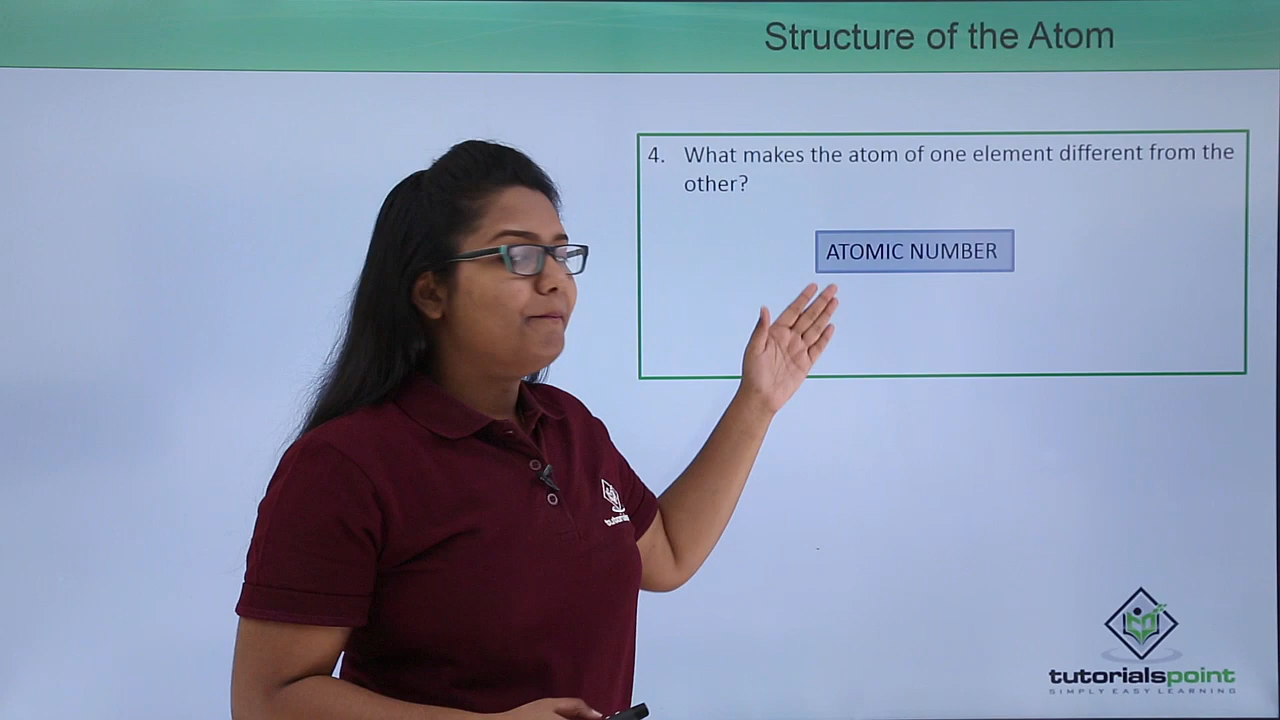 Structure of the Atom
4. What makes the atom of one element different from the
other?
ATOMIC NUMBER
tutorialspoint
SIMPLY EASY LEARNING